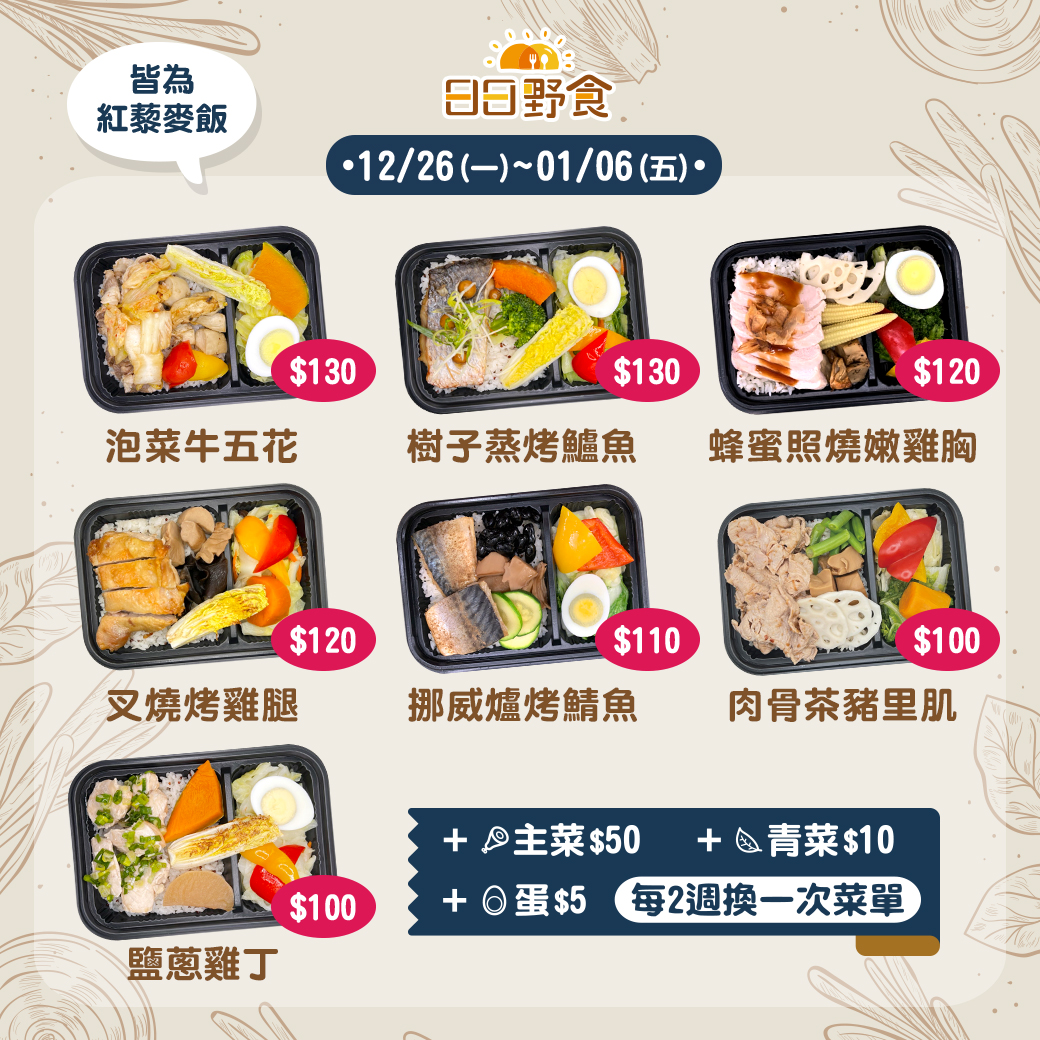 皆為
紅藜麥飯
日日野食
•12/26(一)~01/06(五)•
$130
$130
$120
泡菜牛五花
樹子蒸烤鱸魚
蜂蜜照燒嫩雞胸
$120
$110
$100
叉燒烤雞腿
挪威爐烤鯖魚
肉骨茶豬里肌
$100
鹽蔥雞丁
+主菜$50
+青菜$10
+蛋$5
每2週換一次菜單